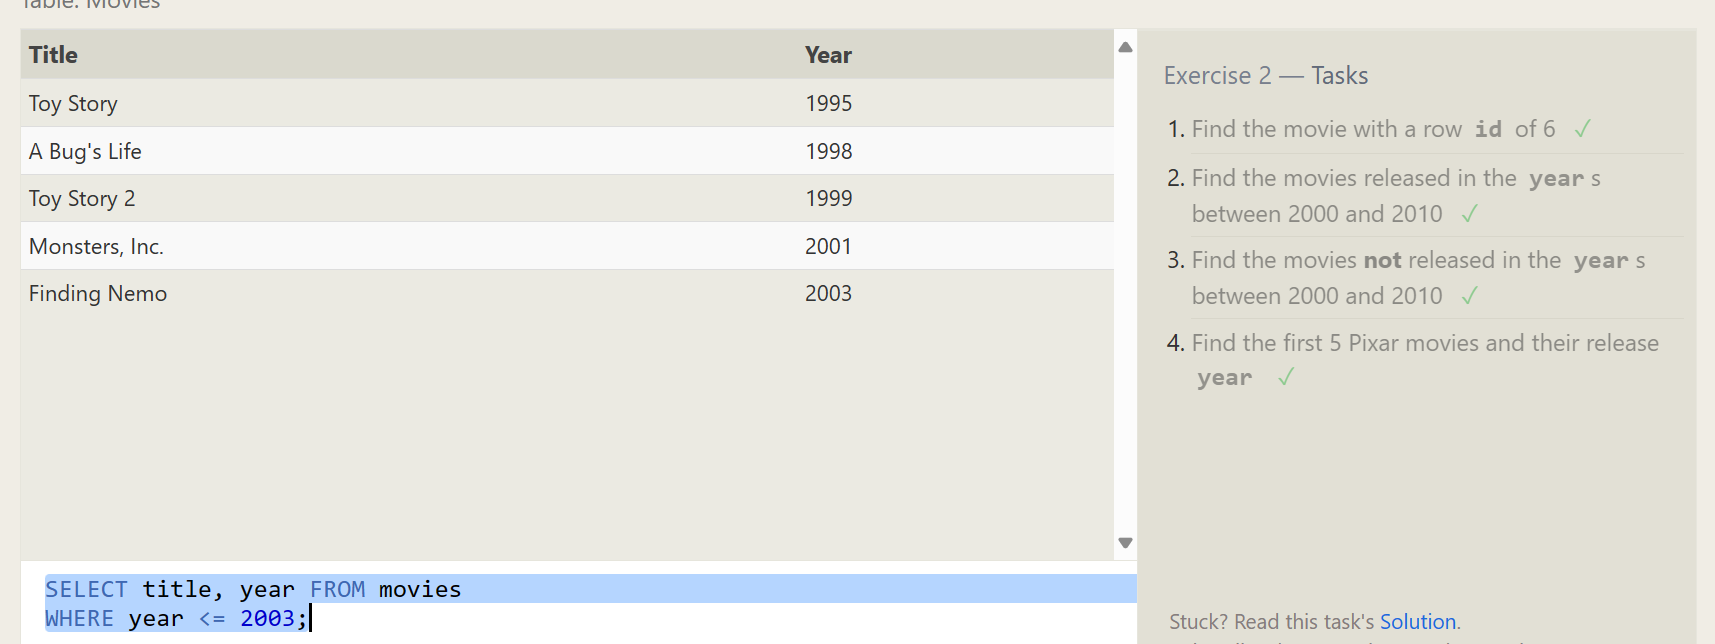 Table: Movies
Title Year
Toy Story 1995
A Bug's Life 1998
Toy Story 2 1999
Monsters, Inc. 2001
Finding Nemo 2003
SELECT title, year FROM movies
WHERE year <= 2003;
Exercise 2 — Tasks
1. Find the movie with a row id of 6 ✓
2. Find the movies released in the year s
between 2000 and 2010 ✓
3. Find the movies not released in the year s
between 2000 and 2010 ✓
4. Find the first 5 Pixar movies and their release
year ✓
Stuck? Read this task's Solution.